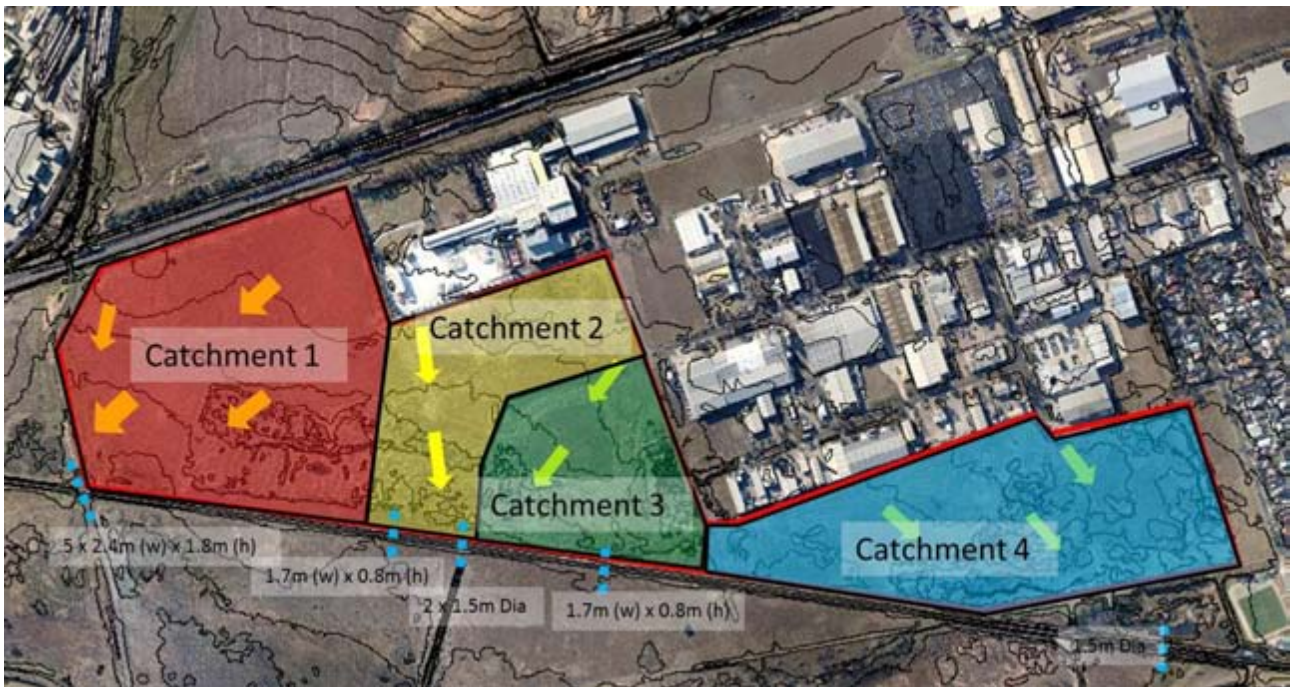 Catchment 1
Catchment 2
Catchment 3
Catchment 4
5 x 2.4m (w) x 1.8m (h)
1.7m (w) x 0.8m (h)
2 x 1.5m Dia
1.7m (w) x 0.8m (h)
1.5m Dia